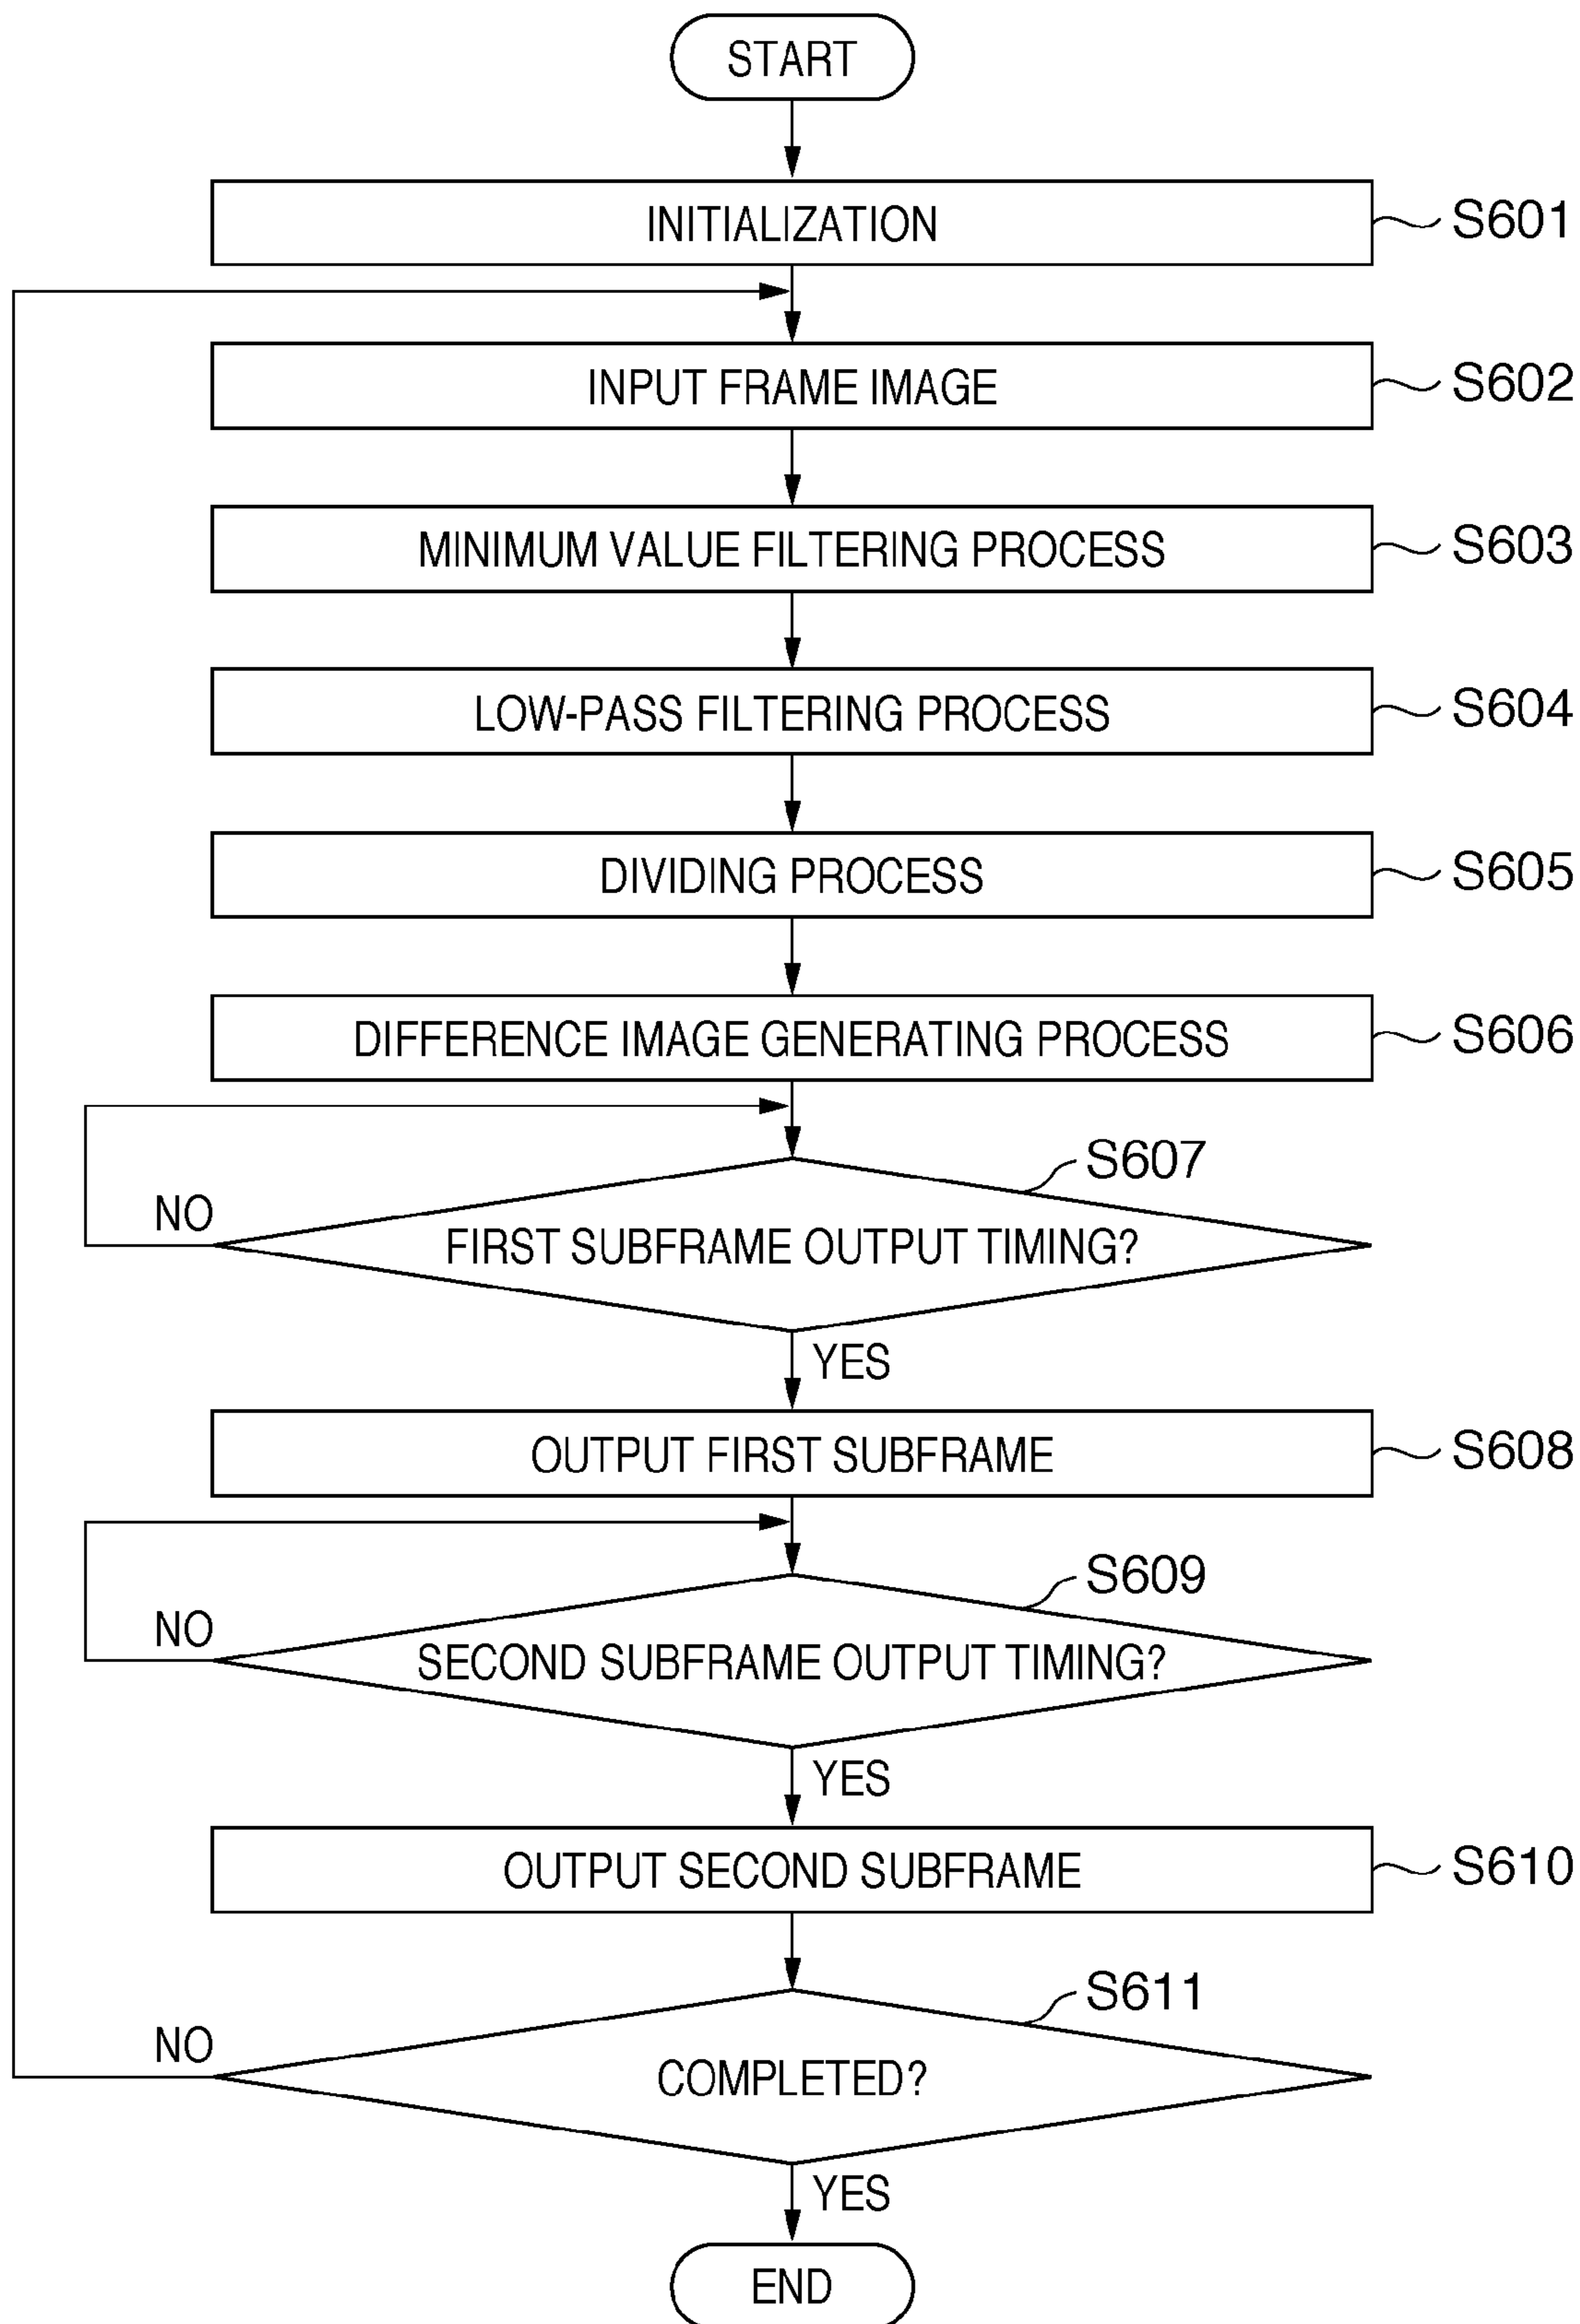 START
INITIALIZATION
S601
INPUT FRAME IMAGE
S602
MINIMUM VALUE FILTERING PROCESS
S603
LOW-PASS FILTERING PROCESS
S604
DIVIDING PROCESS
S605
DIFFERENCE IMAGE GENERATING PROCESS
S606
S607
NO
FIRST SUBFRAME OUTPUT TIMING?
YES
OUTPUT FIRST SUBFRAME
S608
S609
NO
SECOND SUBFRAME OUTPUT TIMING?
YES
OUTPUT SECOND SUBFRAME
S610
S611
NO
COMPLETED?
YES
END